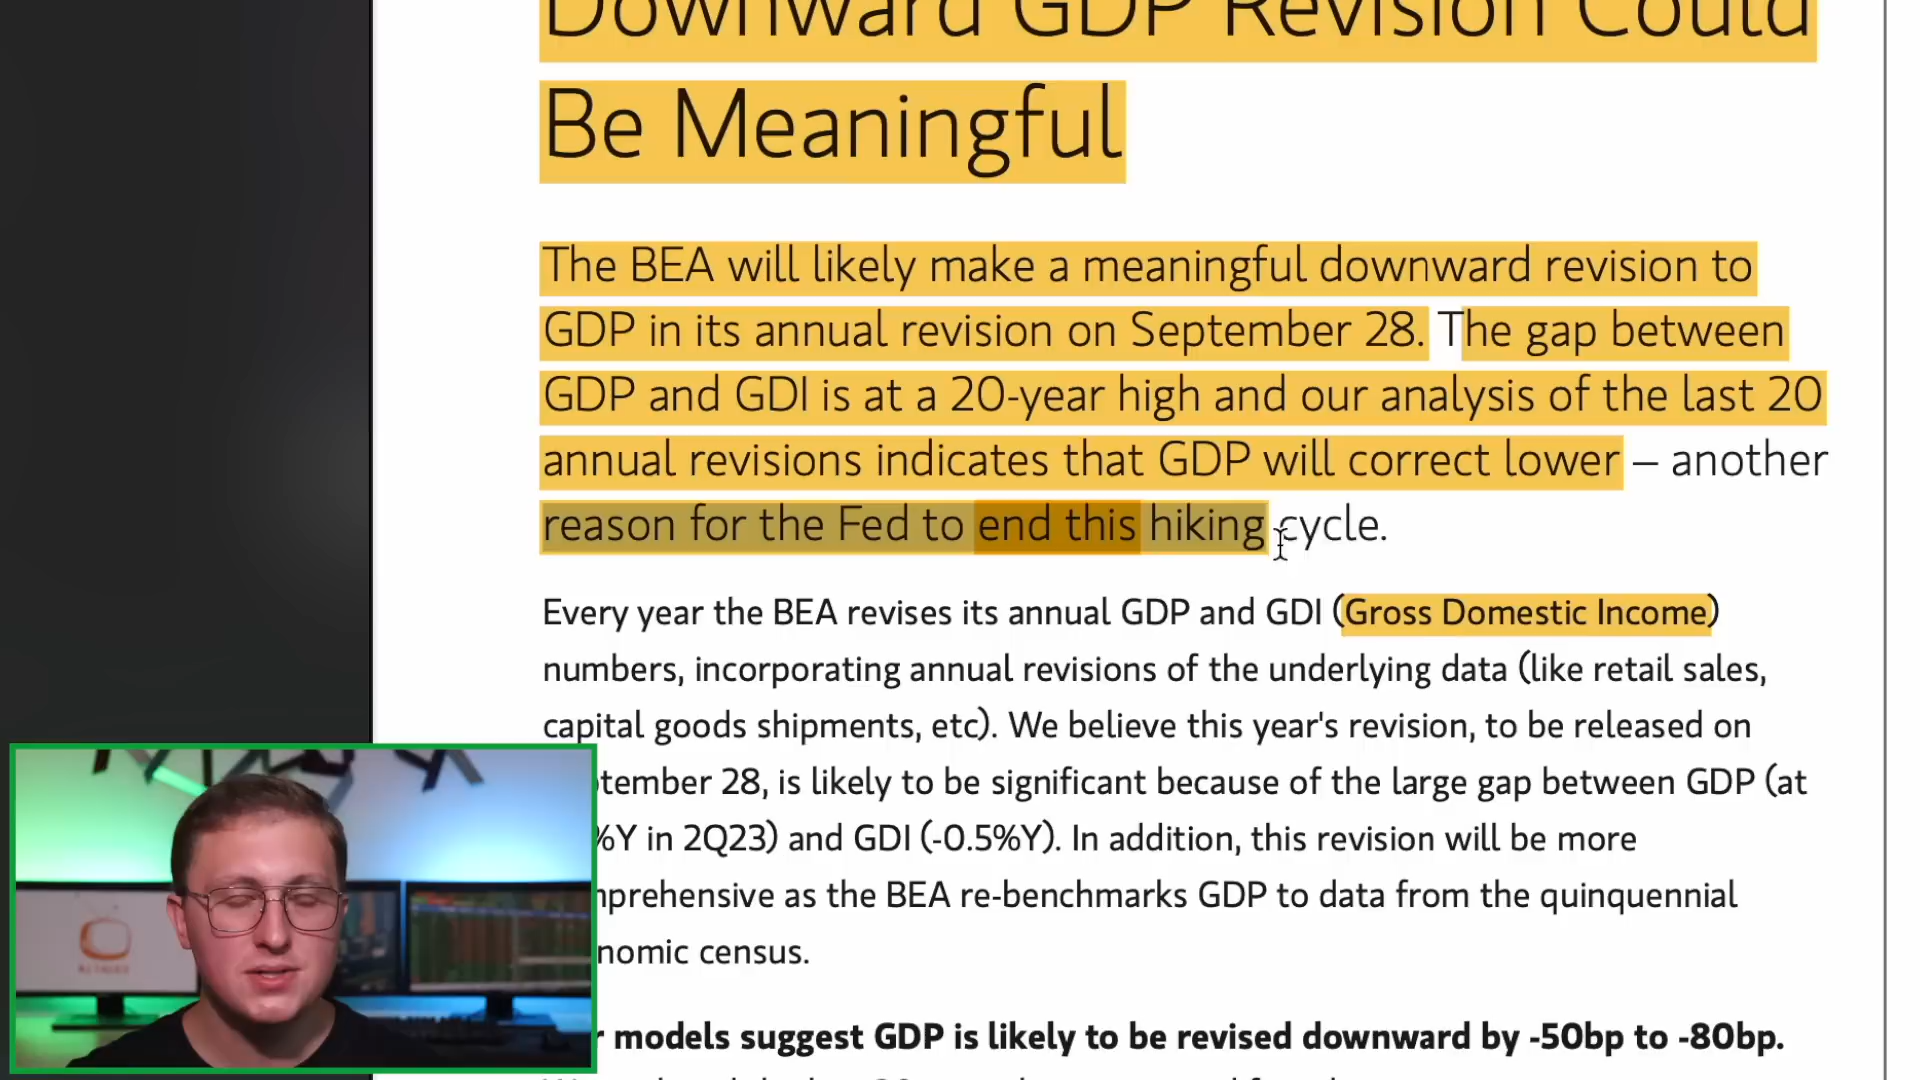 Downward GDP Revision Could
Be Meaningful
The BEA will likely make a meaningful downward revision to
GDP in its annual revision on September 28. The gap between
GDP and GDI is at a 20-year high and our analysis of the last 20
annual revisions indicates that GDP will correct lower – another
reason for the Fed to end this hiking cycle.
Every year the BEA revises its annual GDP and GDI (Gross Domestic Income)
numbers, incorporating annual revisions of the underlying data (like retail sales,
capital goods shipments, etc). We believe this year's revision, to be released on
tember 28, is likely to be significant because of the large gap between GDP (at
%Y in 2Q23) and GDI (-0.5%Y). In addition, this revision will be more
mprehensive as the BEA re-benchmarks GDP to data from the quinquennial
nomic census.
r models suggest GDP is likely to be revised downward by -50bp to -80bp.